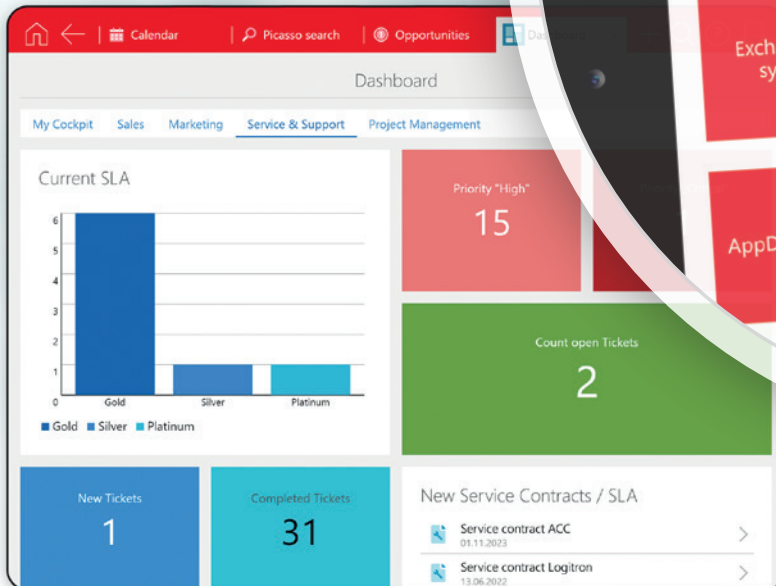 Calendar
Picasso search
Opportunities
Exch
sy
Dashboard
My Cockpit
Sales
Marketing
Service & Support
Project Management
AppD
Current SLA
6
5
4
3
2
1
0
Gold
Silver
Platinum
Gold
Silver
Platinum
Priority "High"
15
Count open Tickets
2
New Tickets
1
Completed Tickets
31
New Service Contracts / SLA
Service contract ACC
01.11.2023
Service contract Logitron
13.06.2022